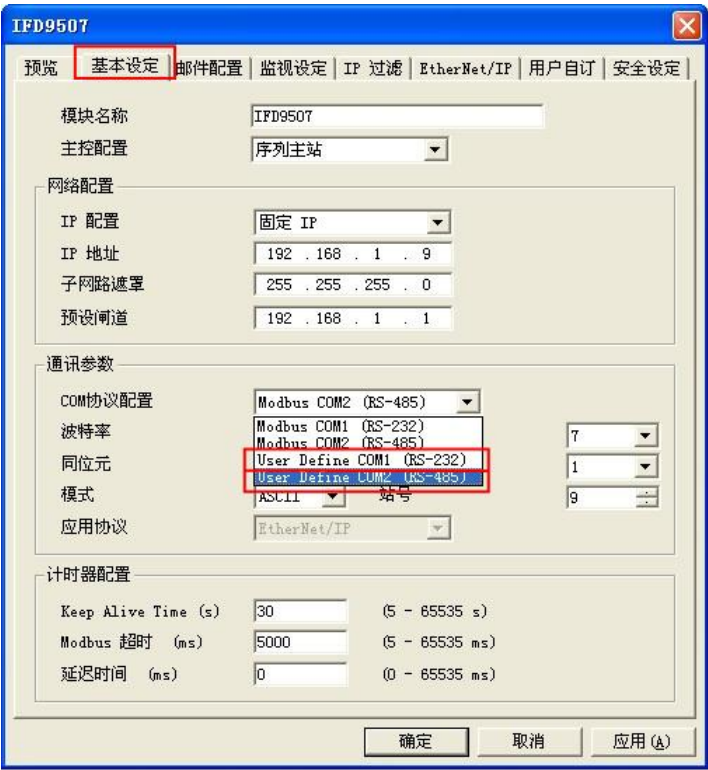 IFD9507
预览 基本设定 邮件配置 监视设定 IP 过滤 EtherNet/IP 用户自订 安全设定
模块名称 IFD9507
主控配置 序列主站
网络配置
IP 配置 固定 IP
IP 地址 192 . 168 . 1 . 9
子网路遮罩 255 . 255 . 255 . 0
预设闸道 192 . 168 . 1 . 1
通讯参数
COM协议配置 Modbus COM2 (RS-485)
Modbus COM1 (RS-232)
波特率 Modbus COM2 (RS-485) 7
User Define COM1 (RS-232)
同位元 User Define COM2 (RS-485) 1
模式 ASCII 站号 9
应用协议 EtherNet/IP
计时器配置
Keep Alive Time (s) 30 (5 - 65535 s)
Modbus 超时 (ms) 5000 (5 - 65535 ms)
延迟时间 (ms) 0 (0 - 65535 ms)
确定 取消 应用(A)